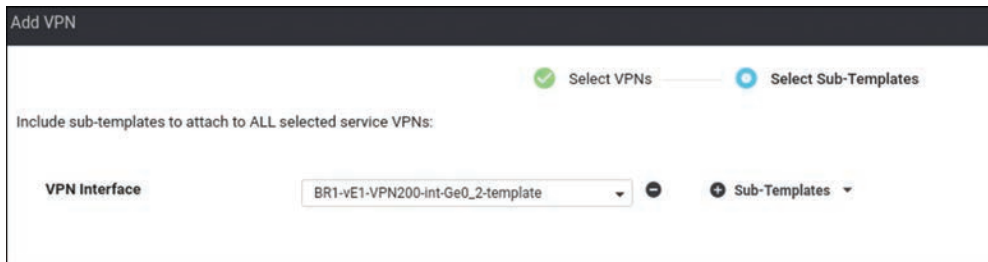 Add VPN
Select VPNs Select Sub-Templates
Include sub-templates to attach to ALL selected service VPNs:
VPN Interface BR1-vE1-VPN200-int-Ge0_2-template Sub-Templates